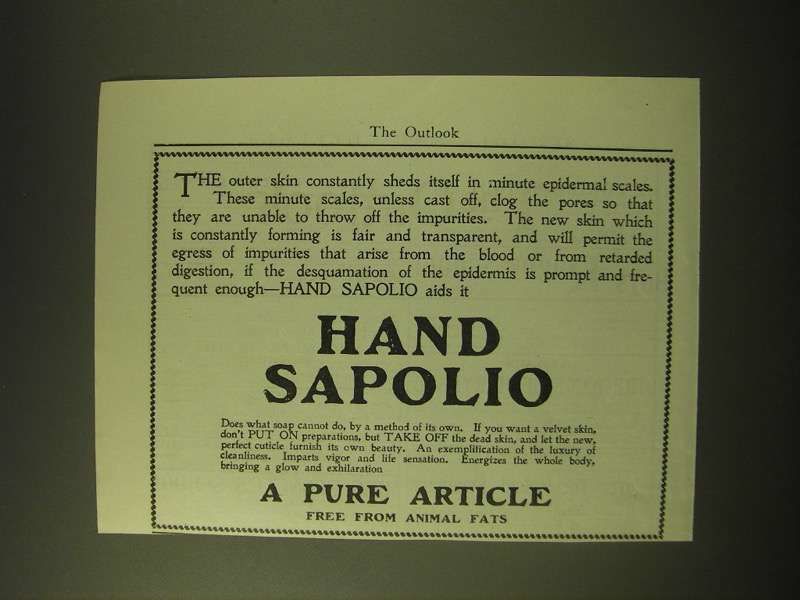 The Outlook
THE outer skin constantly sheds itself in minute epidermal scales.
These minute scales, unless cast off, clog the pores so that
they are unable to throw off the impurities. The new skin which
is constantly forming is fair and transparent, and will permit the
egress of impurities that arise from the blood or from retarded
digestion, if the desquamation of the epidermis is prompt and fre-
quent enough—HAND SAPOLIO aids it
HAND
SAPOLIO
Does what soap cannot do, by a method of its own. If you want a velvet skin,
don't PUT ON preparations, but TAKE OFF the dead skin, and let the new,
perfect cuticle furnish its own beauty. An exemplification of the luxury of
cleanliness. Imparts vigor and life sensation. Energizes the whole body,
bringing a glow and exhilaration
A PURE ARTICLE
FREE FROM ANIMAL FATS